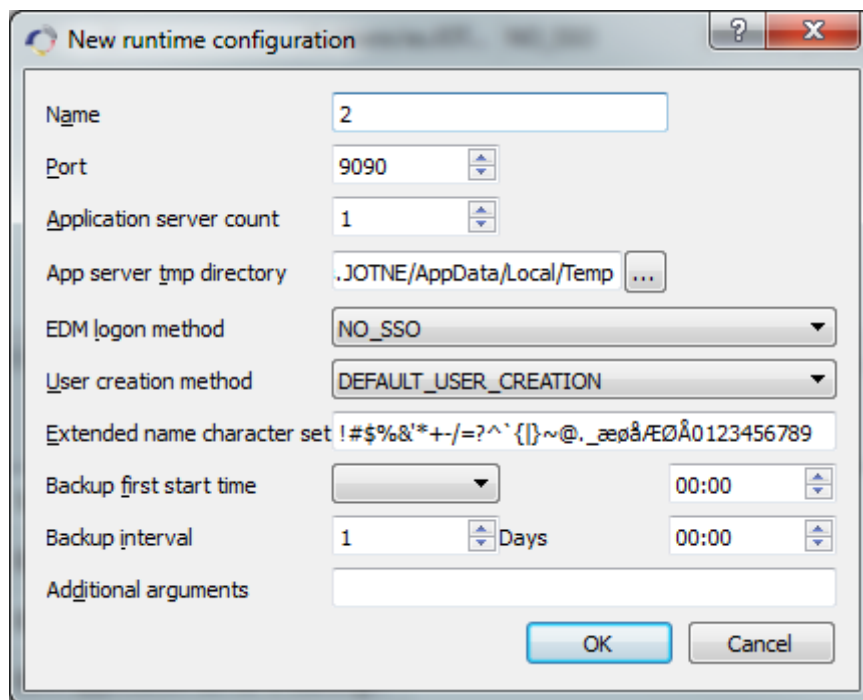 New runtime configuration
NO_SSO
?
Name 2
Port 9090
Application server count 1
App server tmp directory .JOTNE/AppData/Local/Temp ...
EDM logon method NO_SSO
User creation method DEFAULT_USER_CREATION
Extended name character set !#$%&'*+-/=?^`{|}~@._æøåÆØÅ0123456789
Backup first start time 00:00
Backup interval 1 Days 00:00
Additional arguments
OK Cancel